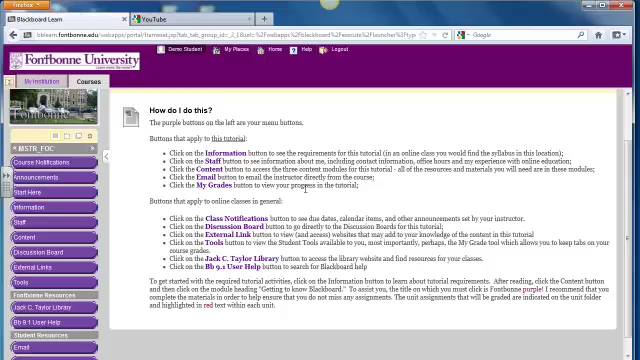 Firefox
Blackboard Learn
YouTube
bblearn.fontbonne.edu/webapps/portal/frameset.jsp?tab_tab_group_id=_2_1&url=%2Fwebapps%2Fblackboard%2Fexecute%2Flauncher%3Ftype
Google
FONTBONNE UNIVERSITY
Demo Student
My Places
Home
Help
Logout
My Institution
Courses
Fontbonne
MSTR_FOC
Course Notifications
Announcements
Start Here
Information
Staff
Content
Discussion Board
External Links
Tools
Fontbonne Resources
Jack C. Taylor Library
Bb 9.1 User Help
Student Resources
Email
How do I do this?
The purple buttons on the left are your menu buttons.
Buttons that apply to this tutorial:
• Click on the Information button to see the requirements for this tutorial (in an online class you would find the syllabus in this location);
• Click on the Staff button to see information about me, including contact information, office hours and my experience with online education;
• Click on the Content button to access the three content modules for this tutorial - all of the resources and materials you will need are in these modules;
• Click the Email button to email the instructor directly from the course;
• Click the My Grades button to view your progress in the tutorial;
Buttons that apply to online classes in general:
• Click on the Class Notifications button to see due dates, calendar items, and other announcements set by your instructor.
• Click on the Discussion Board button to go directly to the Discussion Boards for this tutorial;
• Click on the External Link button to view (and access) websites that may add to your knowledge of the content in this tutorial
• Click on the Tools button to view the Student Tools available to you, most importantly, perhaps, the My Grade tool which allows you to keep tabs on your
course grades.
• Click on the Jack C. Taylor Library button to access the library website and find resources for your classes.
• Click on the Bb 9.1 User Help button to search for Blackboard help
To get started with the required tutorial activities, click on the Information button to learn about tutorial requirements. After reading, click the Content button
and then click on the module heading "Getting to know Blackboard." To assist you, the title on which you must click is Fontbonne purple! I recommend that you
complete the materials in order to help ensure that you do not miss any assignments. The unit assignments that will be graded are indicated on the unit folder
and highlighted in red text within each unit.